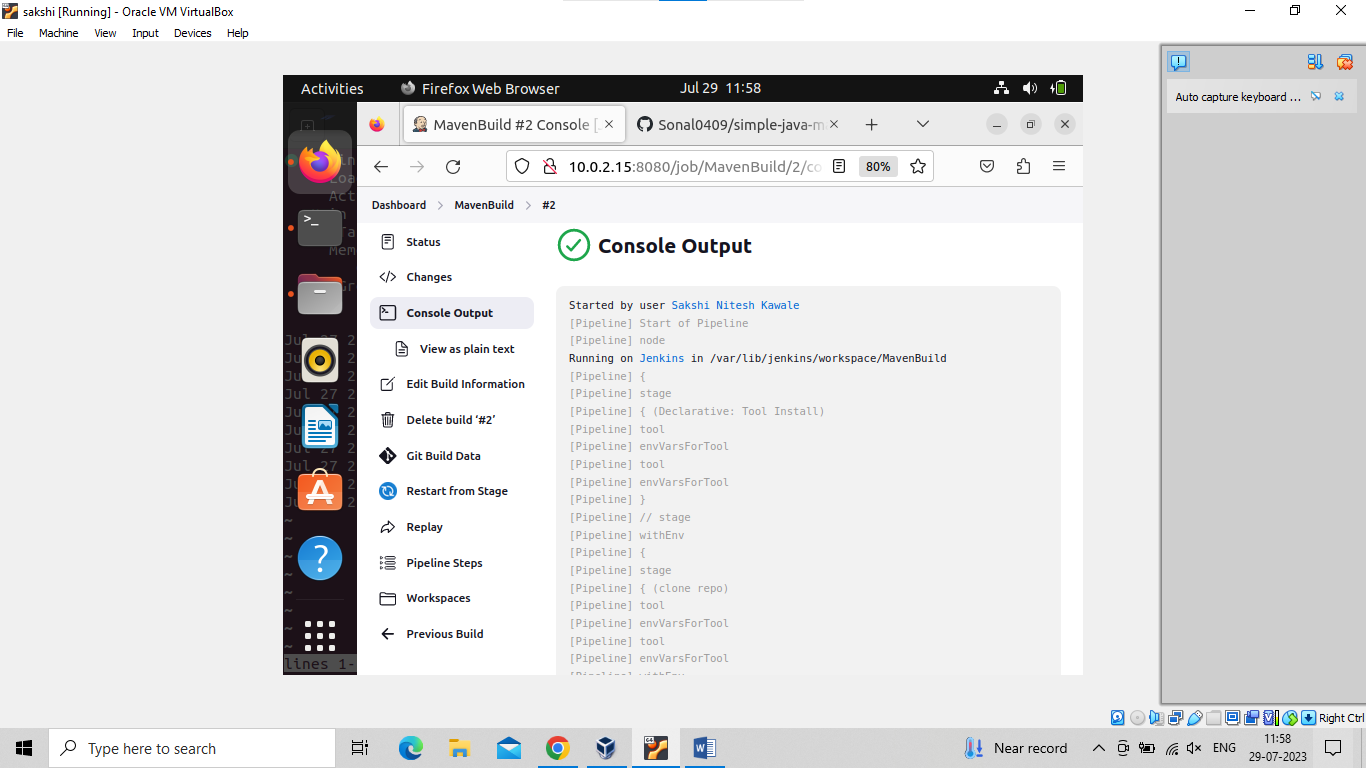 sakshi [Running] - Oracle VM VirtualBox
File Machine View Input Devices Help
Auto capture keyboard ...
Activities Firefox Web Browser Jul 29 11:58
MavenBuild #2 Console [
Sonal0409/simple-java-m
10.0.2.15:8080/job/MavenBuild/2/co 80%
Dashboard MavenBuild #2
Status
Changes
Console Output
View as plain text
Edit Build Information
Delete build ‘#2’
Git Build Data
Restart from Stage
Replay
Pipeline Steps
Workspaces
Previous Build
Console Output
Started by user Sakshi Nitesh Kawale
[Pipeline] Start of Pipeline
[Pipeline] node
Running on Jenkins in /var/lib/jenkins/workspace/MavenBuild
[Pipeline] {
[Pipeline] stage
[Pipeline] { (Declarative: Tool Install)
[Pipeline] tool
[Pipeline] envVarsForTool
[Pipeline] tool
[Pipeline] envVarsForTool
[Pipeline] }
[Pipeline] // stage
[Pipeline] withEnv
[Pipeline] {
[Pipeline] stage
[Pipeline] { (clone repo)
[Pipeline] tool
[Pipeline] envVarsForTool
[Pipeline] tool
[Pipeline] envVarsForTool
[Pipeline] withEnv
lines 1-
Right Ctrl
Type here to search
Near record
ENG
11:58
29-07-2023